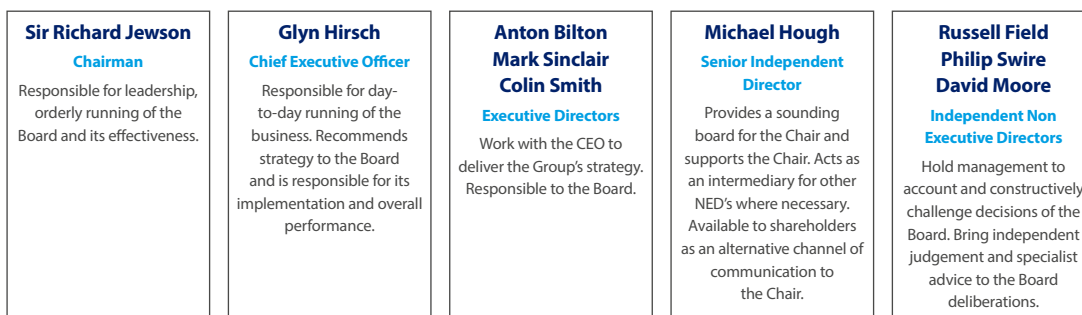 Sir Richard Jewson
Chairman
Responsible for leadership,
orderly running of the
Board and its effectiveness.
Glyn Hirsch
Chief Executive Officer
Responsible for day-
to-day running of the
business. Recommends
strategy to the Board
and is responsible for its
implementation and overall
performance.
Anton Bilton
Mark Sinclair
Colin Smith
Executive Directors
Work with the CEO to
deliver the Group's strategy.
Responsible to the Board.
Michael Hough
Senior Independent
Director
Provides a sounding
board for the Chair and
supports the Chair. Acts as
an intermediary for other
NED's where necessary.
Available to shareholders
as an alternative channel of
communication to
the Chair.
Russell Field
Philip Swire
David Moore
Independent Non
Executive Directors
Hold management to
account and constructively
challenge decisions of the
Board. Bring independent
judgement and specialist
advice to the Board
deliberations.